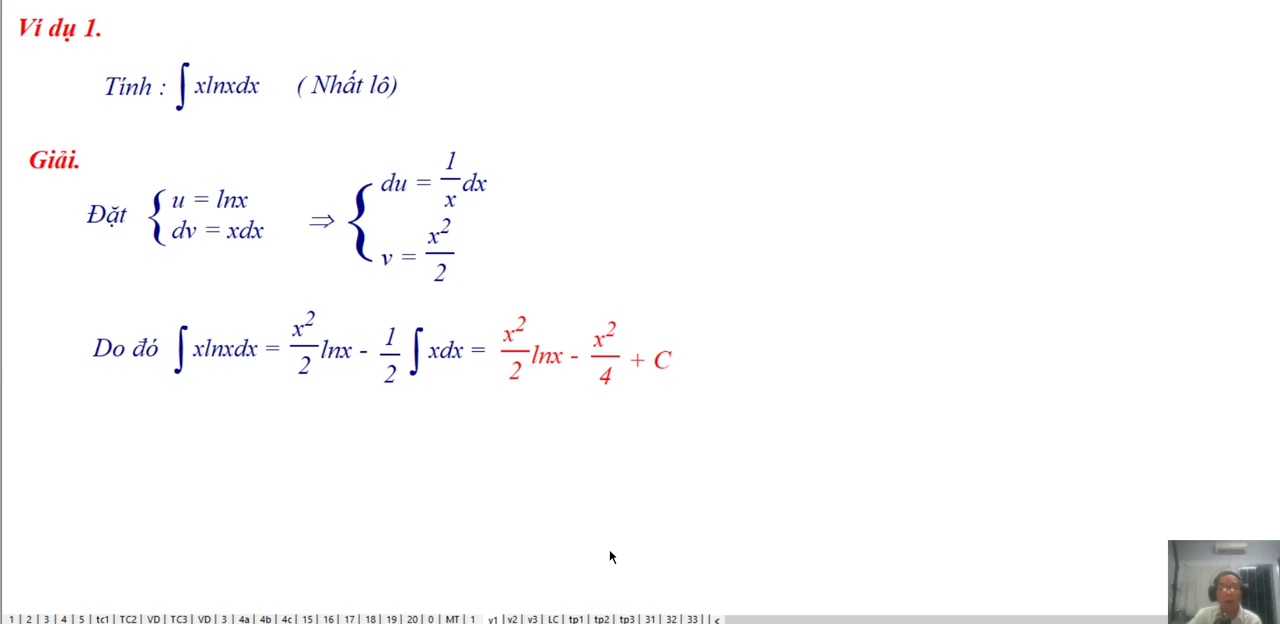 Ví dụ 1.
Tính : ∫ xlnxdx ( Nhất lô)
Giải.
Đặt { u = lnx dv = xdx ⇒ { du = 1/x dx v = x²/2
Do đó ∫ xlnxdx = x²/2 lnx - 1/2 ∫ xdx = x²/2 lnx - x²/4 + C
1 | 2 | 3 | 4 | 5 | tc1 | TC2 | VD | TC3 | VD | 3 | 4a | 4b | 4c | 15 | 16 | 17 | 18 | 19 | 20 | 0 | MT | 1 v1 | v2 | v3 | LC | tp1 | tp2 | tp3 | 31 | 32 | 33 | | <